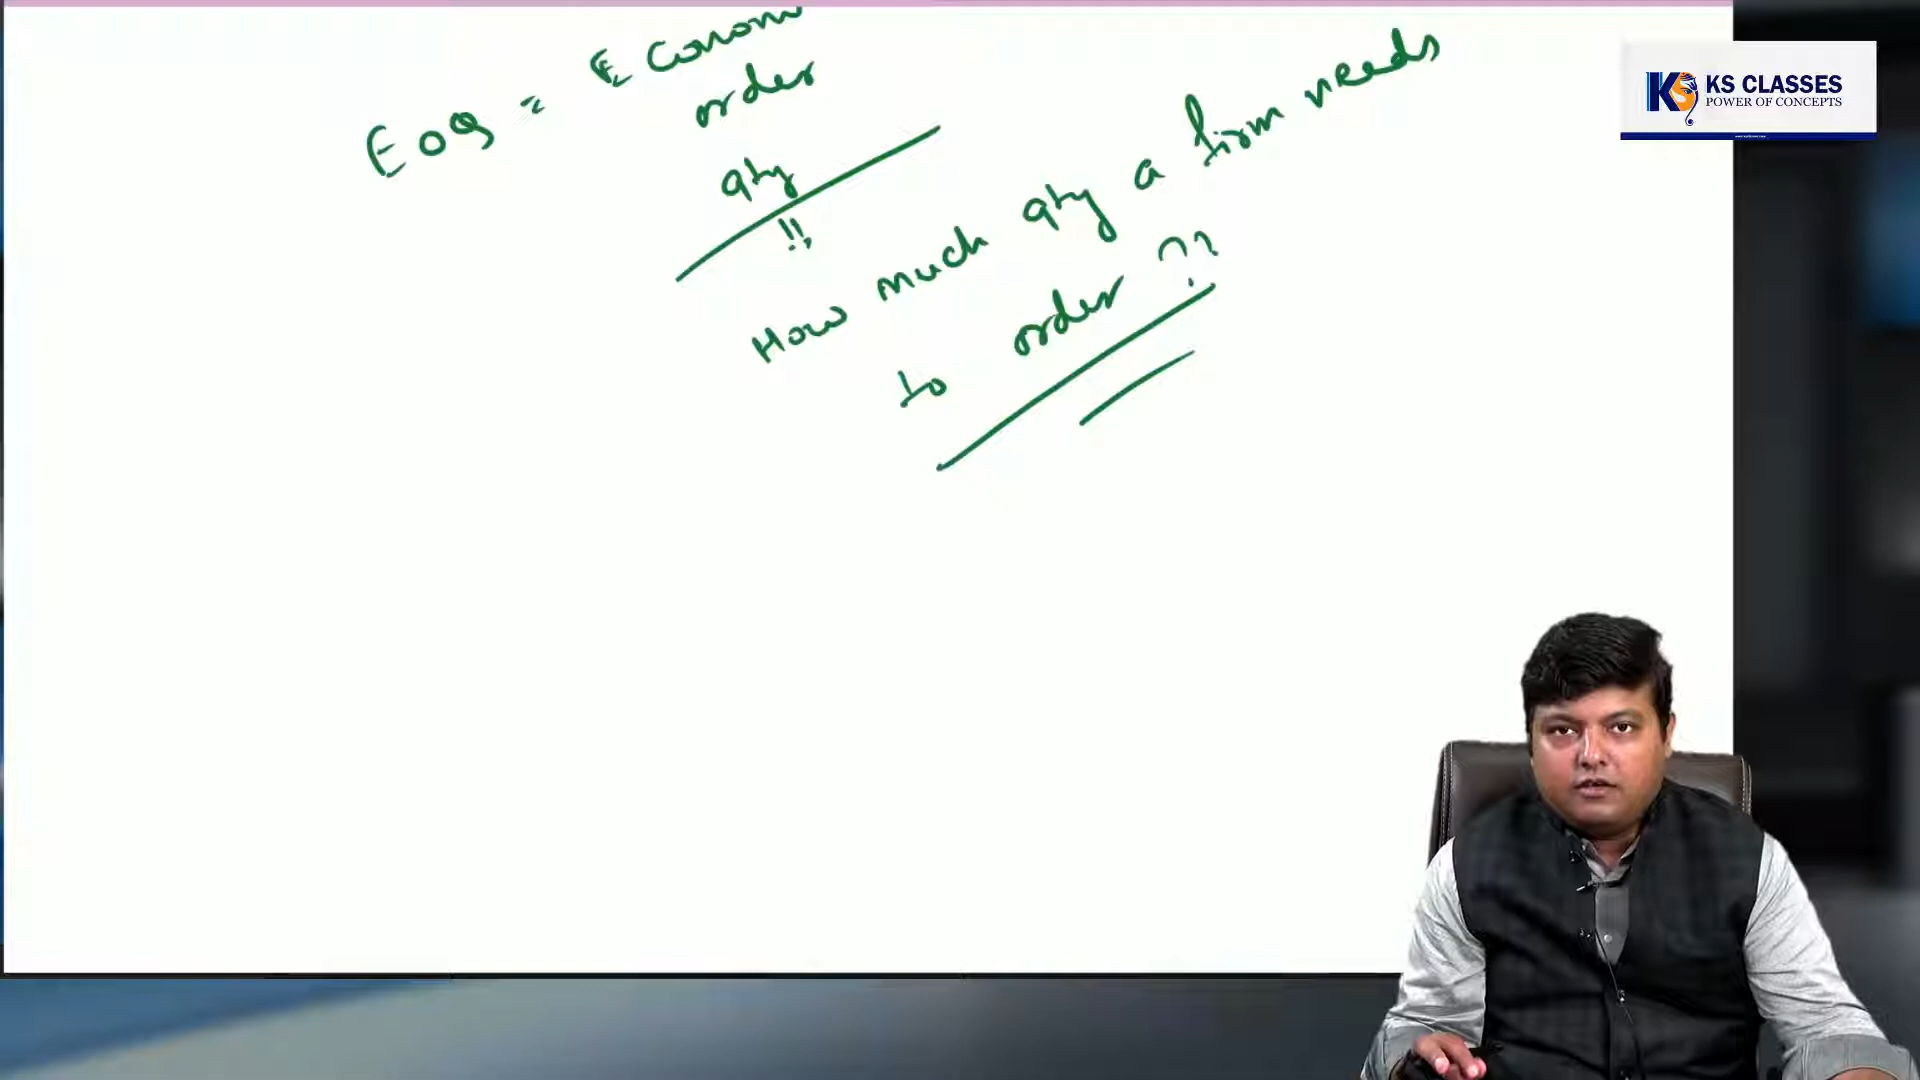 EOQ = Econom
order
qty
!!
How much qty a firm needs
to order ??
KS CLASSES
POWER OF CONCEPTS